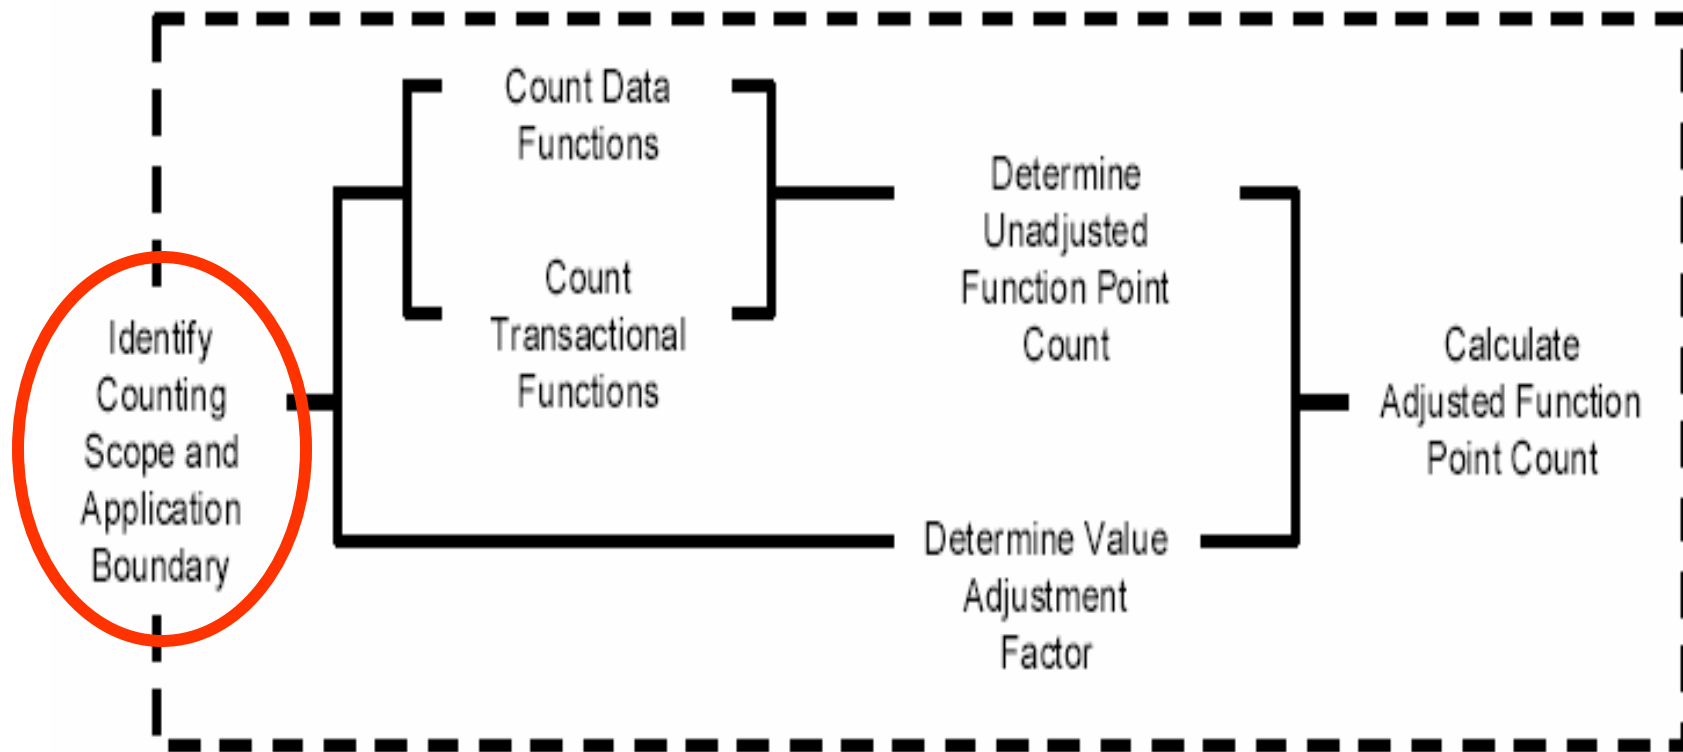 Count Data
Functions
Count
Transactional
Functions
Identify
Counting
Scope and
Application
Boundary
Determine
Unadjusted
Function Point
Count
Determine Value
Adjustment
Factor
Calculate
Adjusted Function
Point Count